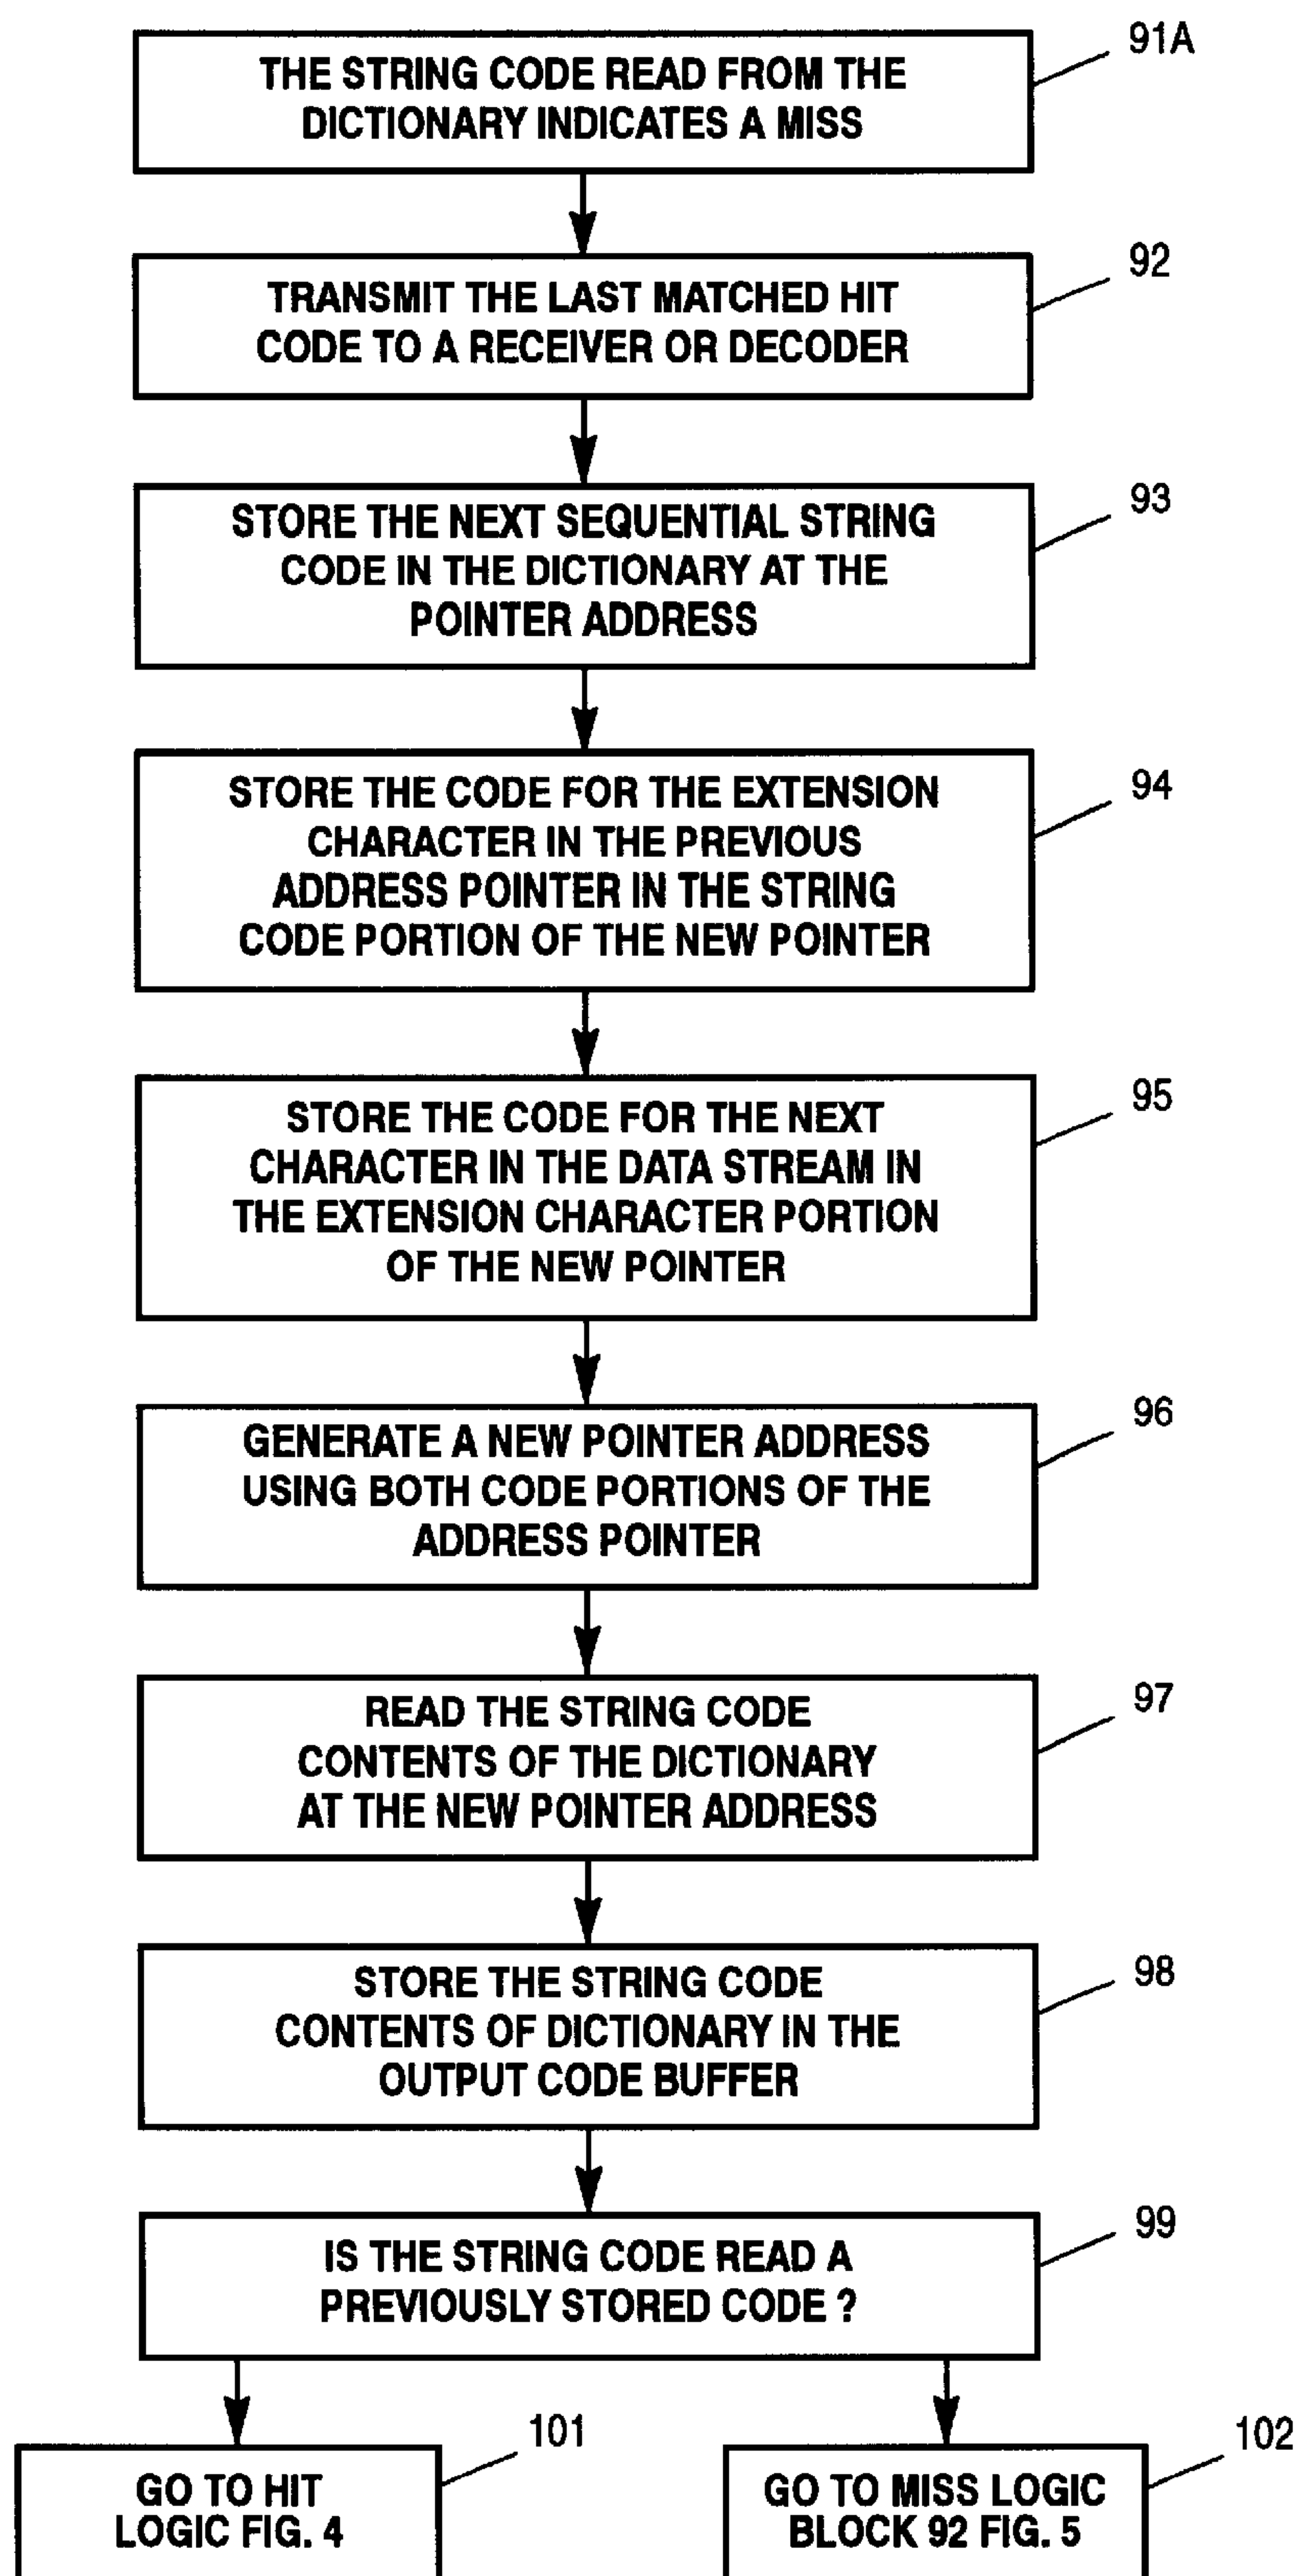 91A
THE STRING CODE READ FROM THE
DICTIONARY INDICATES A MISS
92
TRANSMIT THE LAST MATCHED HIT
CODE TO A RECEIVER OR DECODER
93
STORE THE NEXT SEQUENTIAL STRING
CODE IN THE DICTIONARY AT THE
POINTER ADDRESS
94
STORE THE CODE FOR THE EXTENSION
CHARACTER IN THE PREVIOUS
ADDRESS POINTER IN THE STRING
CODE PORTION OF THE NEW POINTER
95
STORE THE CODE FOR THE NEXT
CHARACTER IN THE DATA STREAM IN
THE EXTENSION CHARACTER PORTION
OF THE NEW POINTER
96
GENERATE A NEW POINTER ADDRESS
USING BOTH CODE PORTIONS OF THE
ADDRESS POINTER
97
READ THE STRING CODE
CONTENTS OF THE DICTIONARY
AT THE NEW POINTER ADDRESS
98
STORE THE STRING CODE
CONTENTS OF DICTIONARY IN THE
OUTPUT CODE BUFFER
99
IS THE STRING CODE READ A
PREVIOUSLY STORED CODE ?
101
GO TO HIT
LOGIC FIG. 4
102
GO TO MISS LOGIC
BLOCK 92 FIG. 5